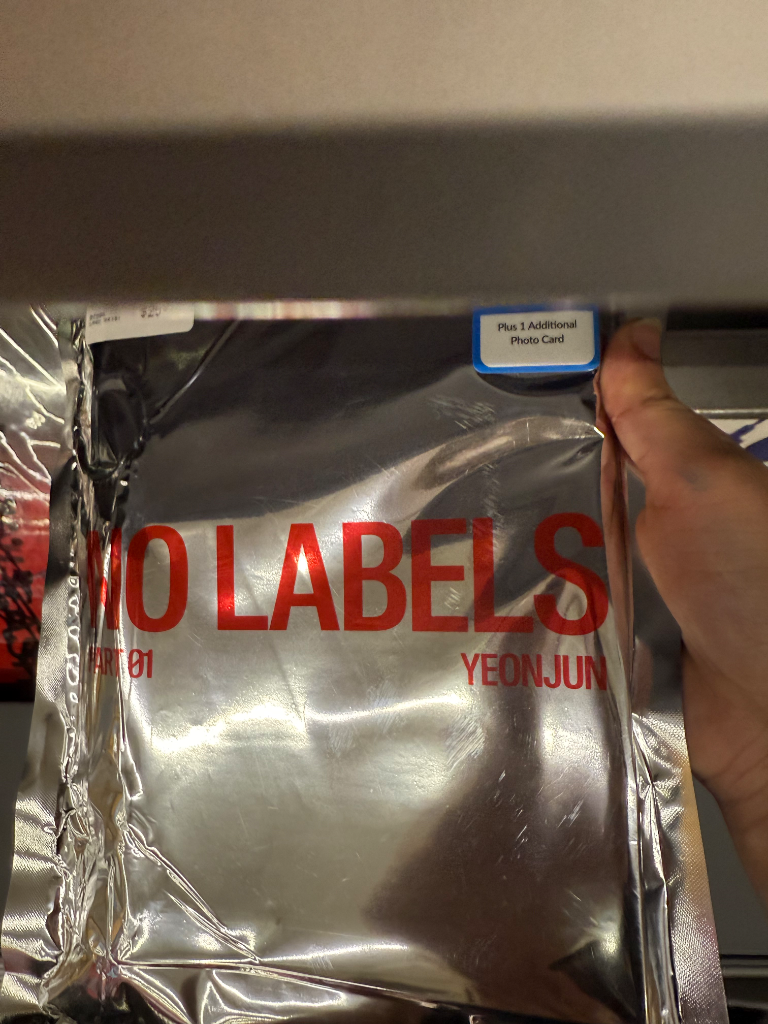 Plus 1 Additional
Photo Card
NO LABELS
PART 01
YEONJUN